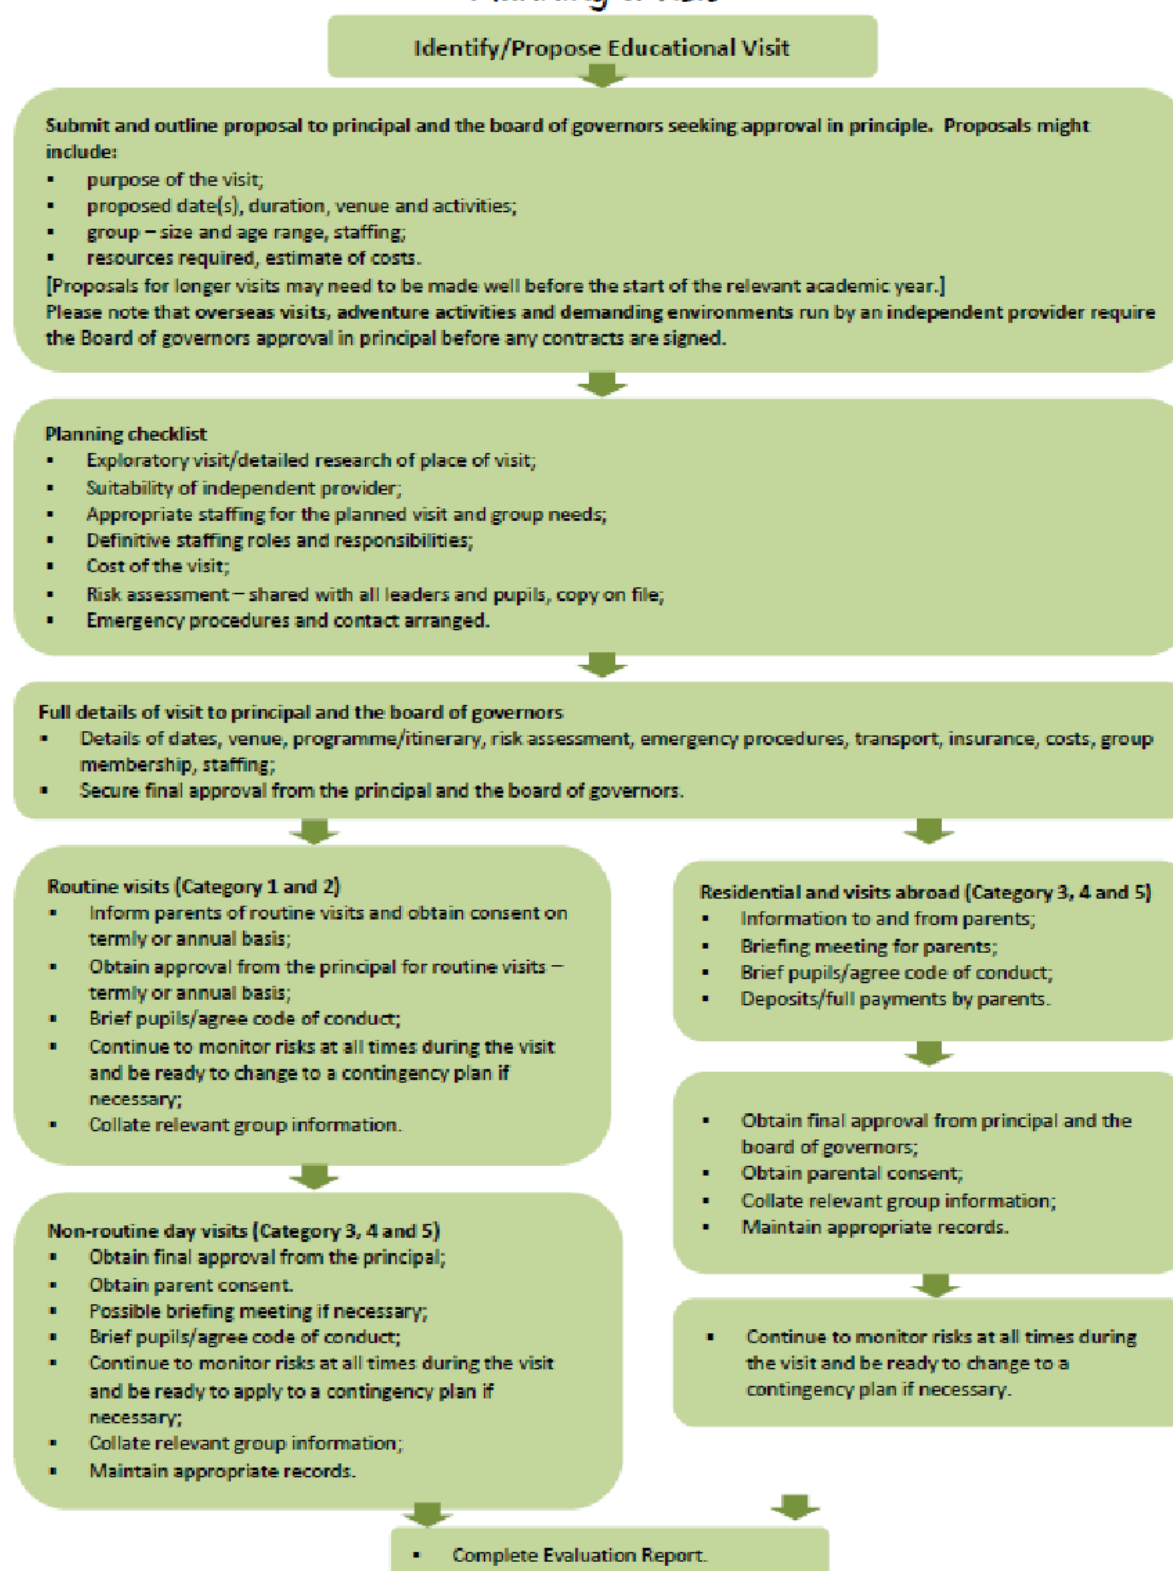 Identify/Propose Educational Visit
Submit and outline proposal to principal and the board of governors seeking approval in principle. Proposals might
include:
▪ purpose of the visit;
▪ proposed date(s), duration, venue and activities;
▪ group – size and age range, staffing;
▪ resources required, estimate of costs.
[Proposals for longer visits may need to be made well before the start of the relevant academic year.]
Please note that overseas visits, adventure activities and demanding environments run by an independent provider require
the Board of governors approval in principal before any contracts are signed.
Planning checklist
▪ Exploratory visit/detailed research of place of visit;
▪ Suitability of independent provider;
▪ Appropriate staffing for the planned visit and group needs;
▪ Definitive staffing roles and responsibilities;
▪ Cost of the visit;
▪ Risk assessment – shared with all leaders and pupils, copy on file;
▪ Emergency procedures and contact arranged.
Full details of visit to principal and the board of governors
▪ Details of dates, venue, programme/itinerary, risk assessment, emergency procedures, transport, insurance, costs, group
membership, staffing;
▪ Secure final approval from the principal and the board of governors.
Routine visits (Category 1 and 2)
▪ Inform parents of routine visits and obtain consent on
termly or annual basis;
▪ Obtain approval from the principal for routine visits –
termly or annual basis;
▪ Brief pupils/agree code of conduct;
▪ Continue to monitor risks at all times during the visit
and be ready to change to a contingency plan if
necessary;
▪ Collate relevant group information.
Non-routine day visits (Category 3, 4 and 5)
▪ Obtain final approval from the principal;
▪ Obtain parent consent.
▪ Possible briefing meeting if necessary;
▪ Brief pupils/agree code of conduct;
▪ Continue to monitor risks at all times during the visit
and be ready to apply to a contingency plan if
necessary;
▪ Collate relevant group information;
▪ Maintain appropriate records.
Residential and visits abroad (Category 3, 4 and 5)
▪ Information to and from parents;
▪ Briefing meeting for parents;
▪ Brief pupils/agree code of conduct;
▪ Deposits/full payments by parents.
▪ Obtain final approval from principal and the
board of governors;
▪ Obtain parental consent;
▪ Collate relevant group information;
▪ Maintain appropriate records.
▪ Continue to monitor risks at all times during
the visit and be ready to change to a
contingency plan if necessary.
▪ Complete Evaluation Report.